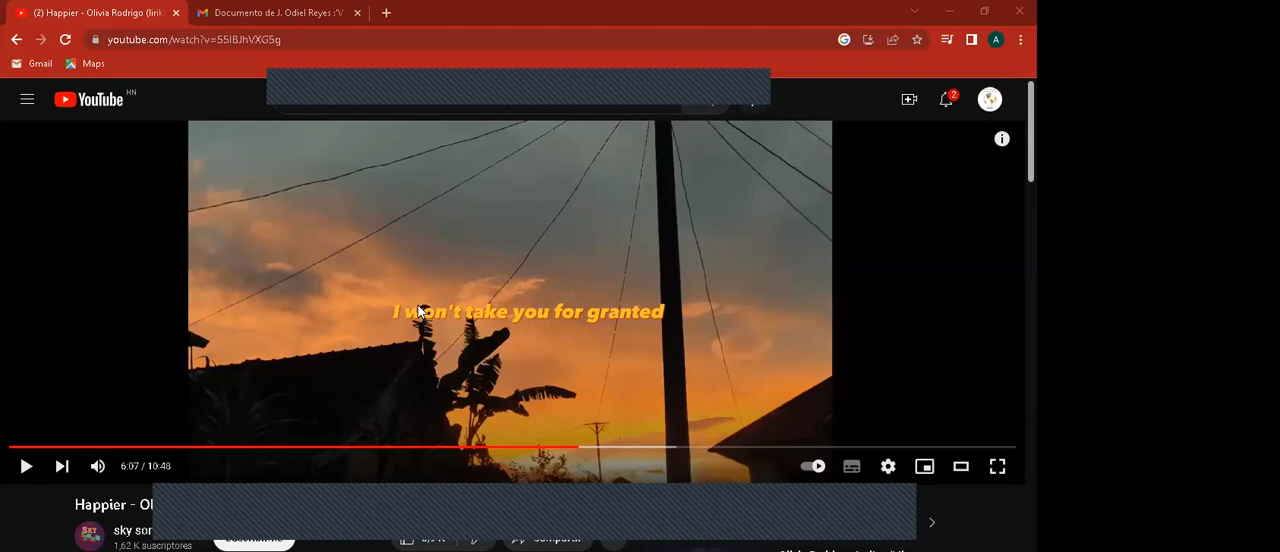 (2) Happier - Olivia Rodrigo (lirik
Documento de J. Odiel Reyes :'V
youtube.com/watch?v=55IBJhVXG5g
Gmail
Maps
YouTube HN
2
A
I won't take you for granted
6:07 / 10:48
Happier - Ol
sky son
1,62 K suscriptores